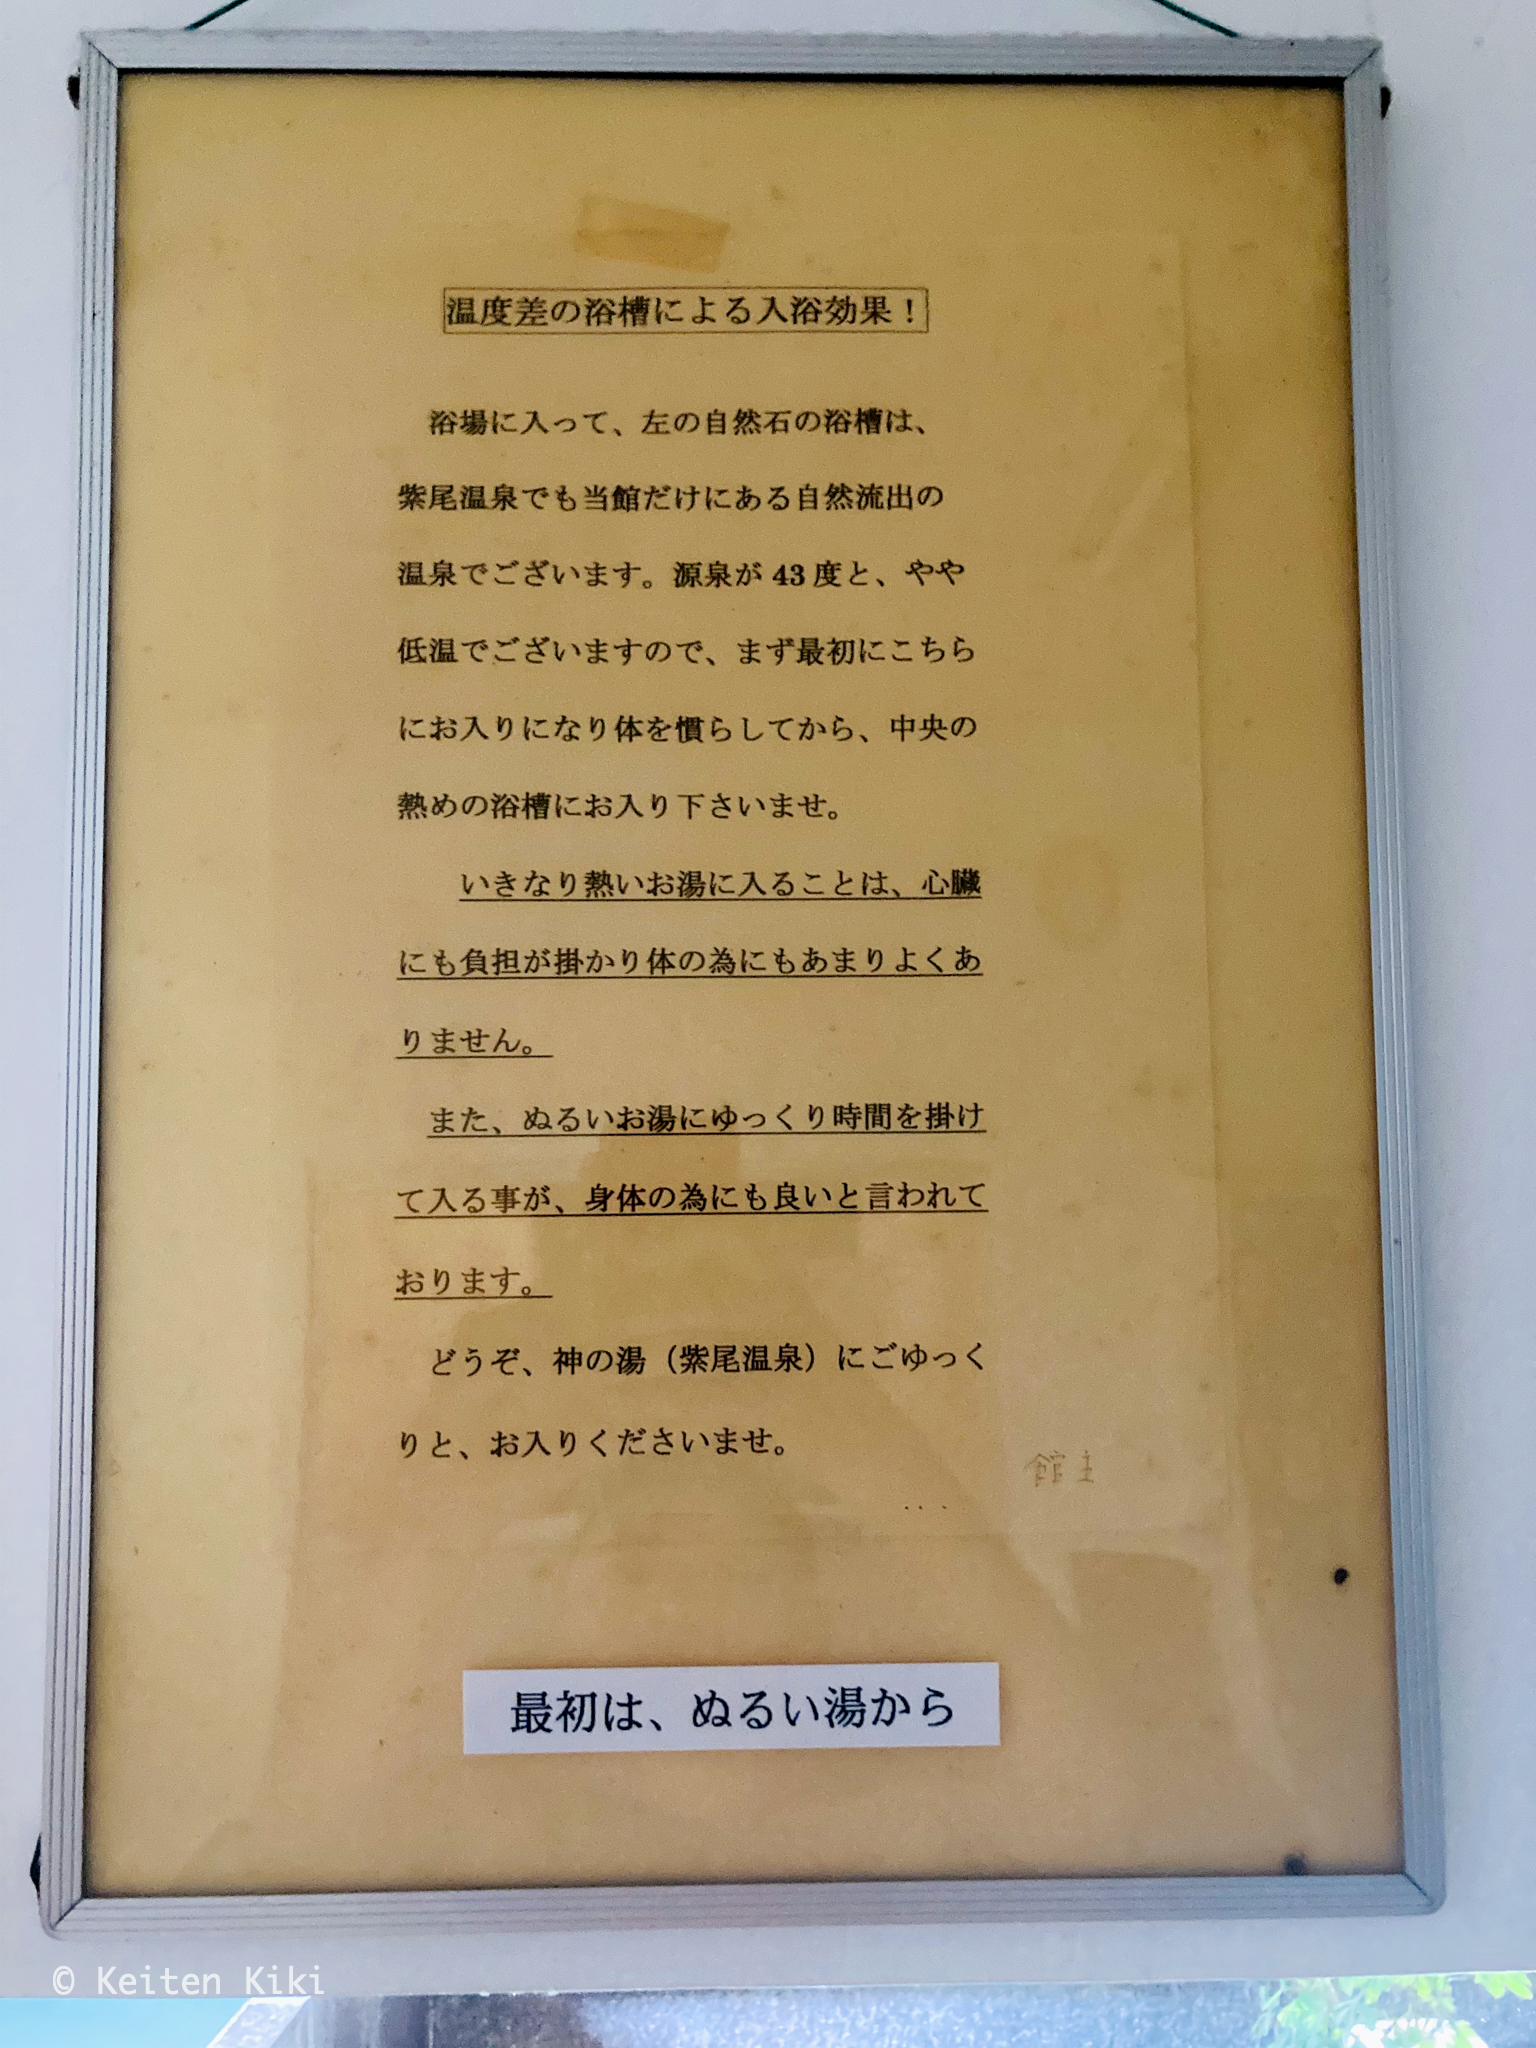 温度差の浴槽による入浴効果！
浴場に入って、左の自然石の浴槽は、
紫尾温泉でも当館だけにある自然流出の
温泉でございます。源泉が43度と、やや
低温でございますので、まず最初にこちら
にお入りになり体を慣らしてから、中央の
熱めの浴槽にお入り下さいませ。
いきなり熱いお湯に入ることは、心臓
にも負担が掛かり体の為にもあまりよくあ
りません。
また、ぬるいお湯にゆっくり時間を掛け
て入る事が、身体の為にも良いと言われて
おります。
どうぞ、神の湯（紫尾温泉）にごゆっく
りと、お入りくださいませ。
館主
最初は、ぬるい湯から
© Keiten Kiki